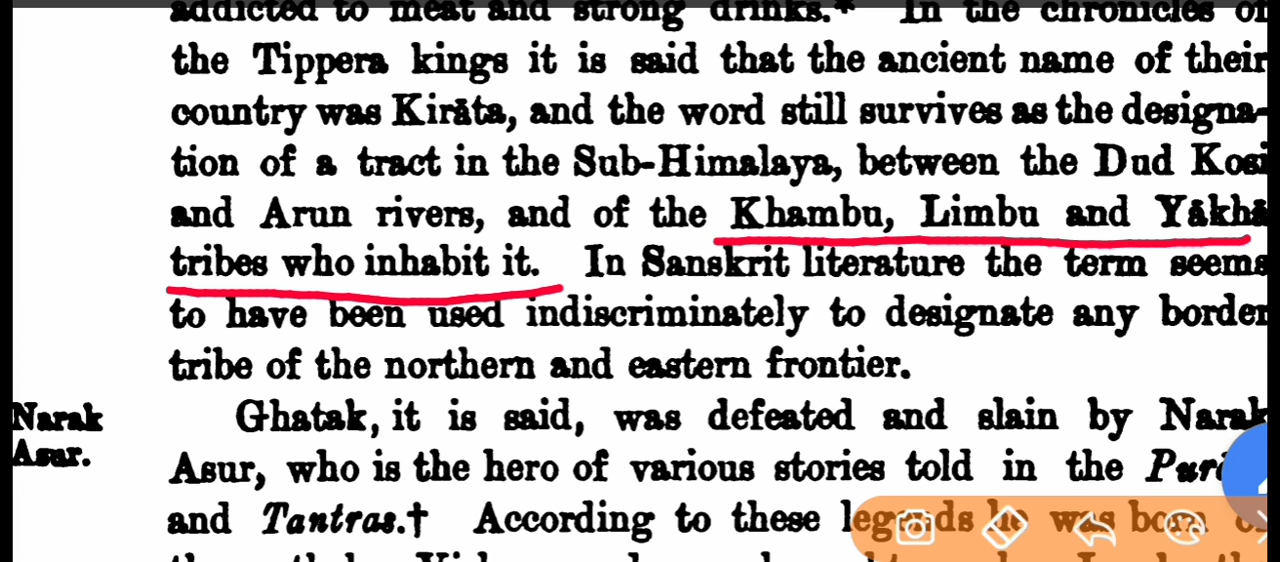 addicted to meat and strong drinks.* In the chronicles of
the Tippera kings it is said that the ancient name of their
country was Kirāta, and the word still survives as the designa-
tion of a tract in the Sub-Himalaya, between the Dud Kosi
and Arun rivers, and of the Khambu, Limbu and Yākhā
tribes who inhabit it. In Sanskrit literature the term seems
to have been used indiscriminately to designate any border
tribe of the northern and eastern frontier.
Narak
Asur.
Ghatak, it is said, was defeated and slain by Narak
Asur, who is the hero of various stories told in the
and Tantras.† According to these legends he was born